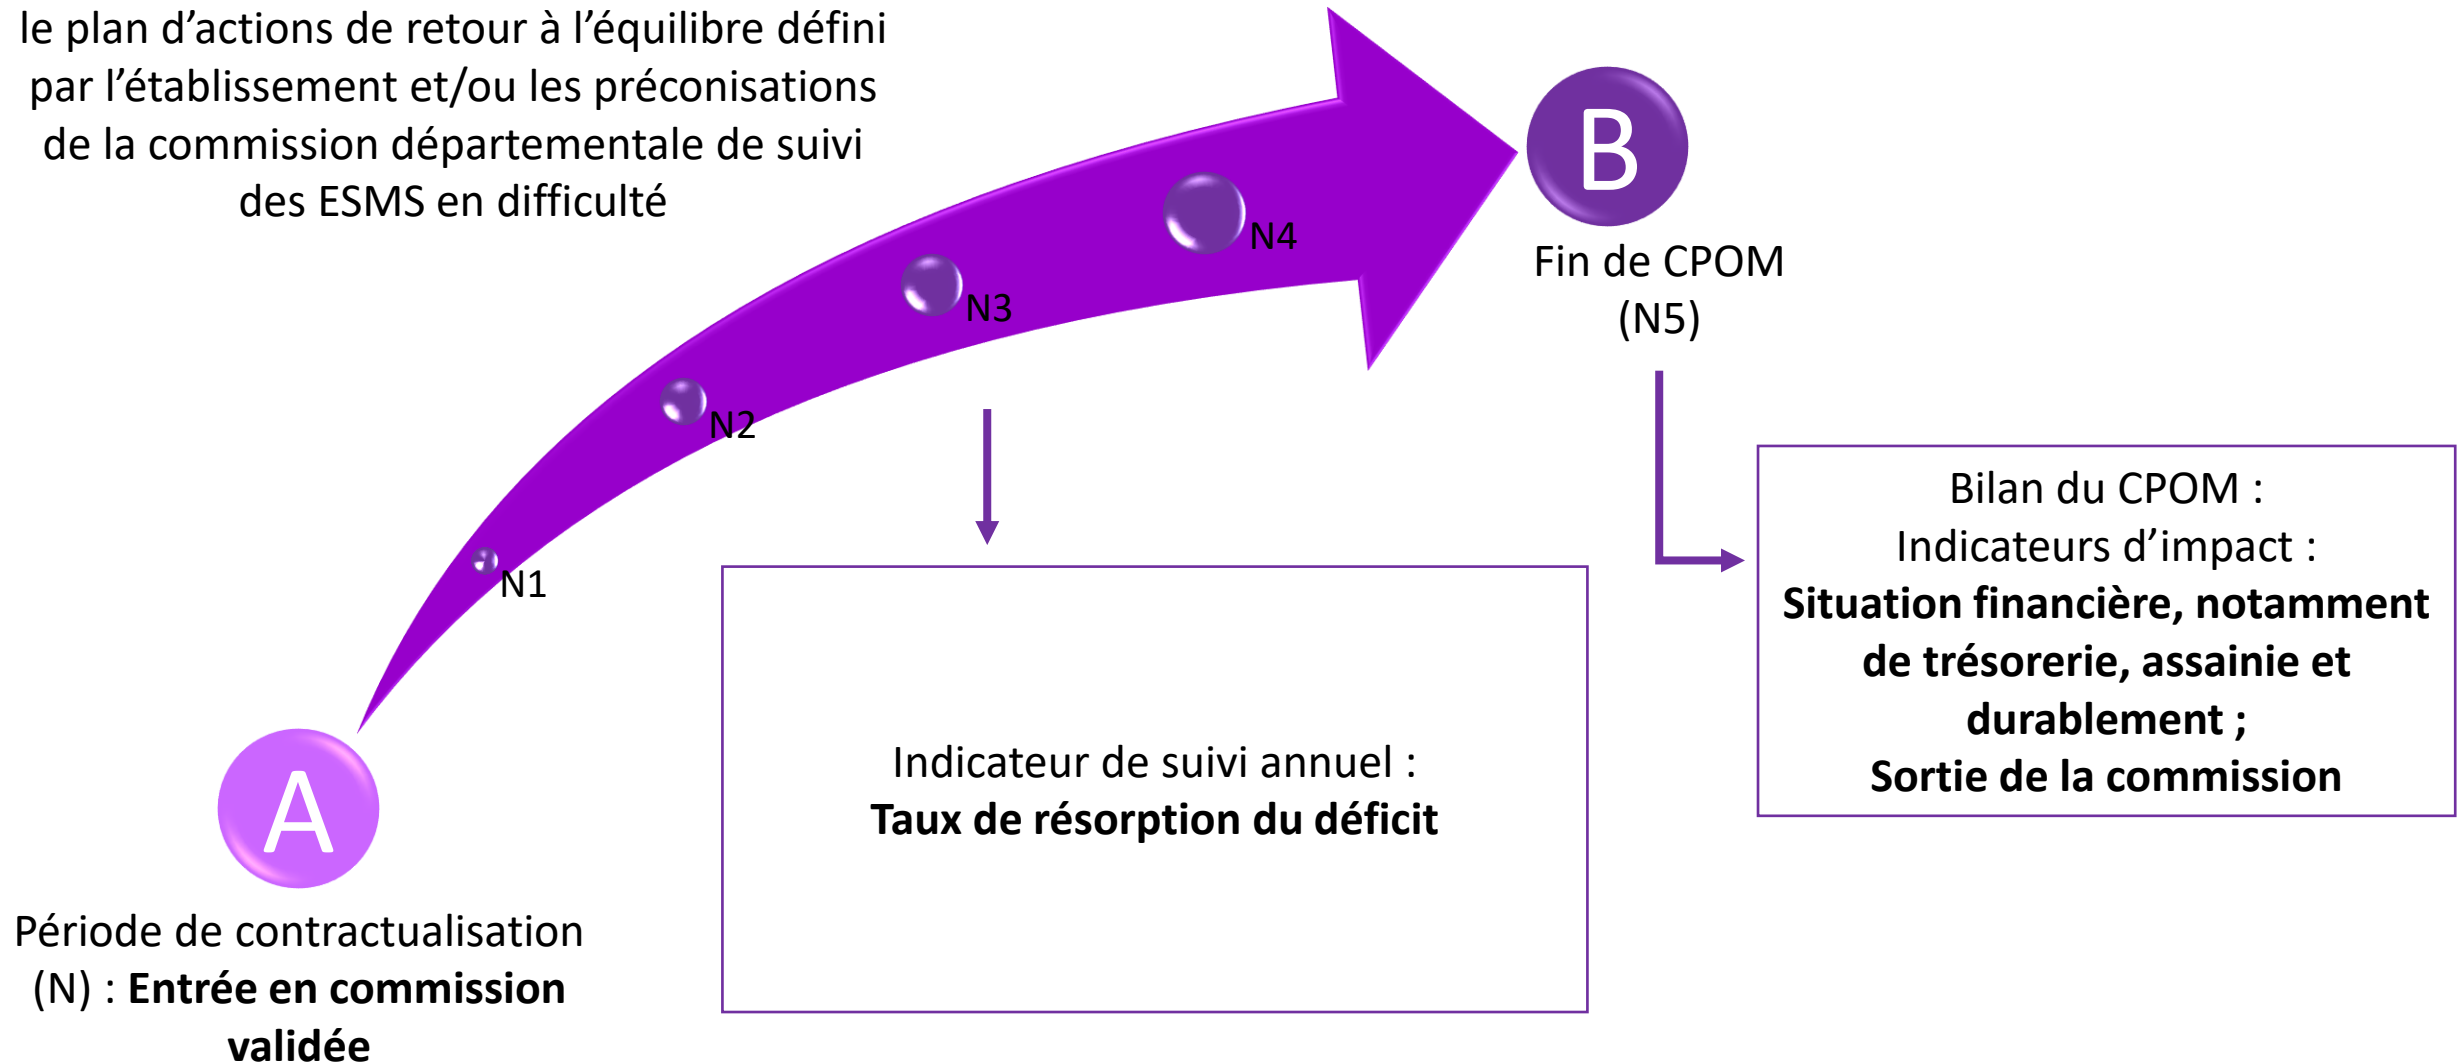 le plan d’actions de retour à l’équilibre défini
par l’établissement et/ou les préconisations
de la commission départementale de suivi
des ESMS en difficulté
B
N4
Fin de CPOM
(N5)
N3
N2
N1
Bilan du CPOM :
Indicateurs d’impact :
Situation financière, notamment
de trésorerie, assainie et
durablement ;
Sortie de la commission
Indicateur de suivi annuel :
Taux de résorption du déficit
A
Période de contractualisation
(N) : Entrée en commission
validée